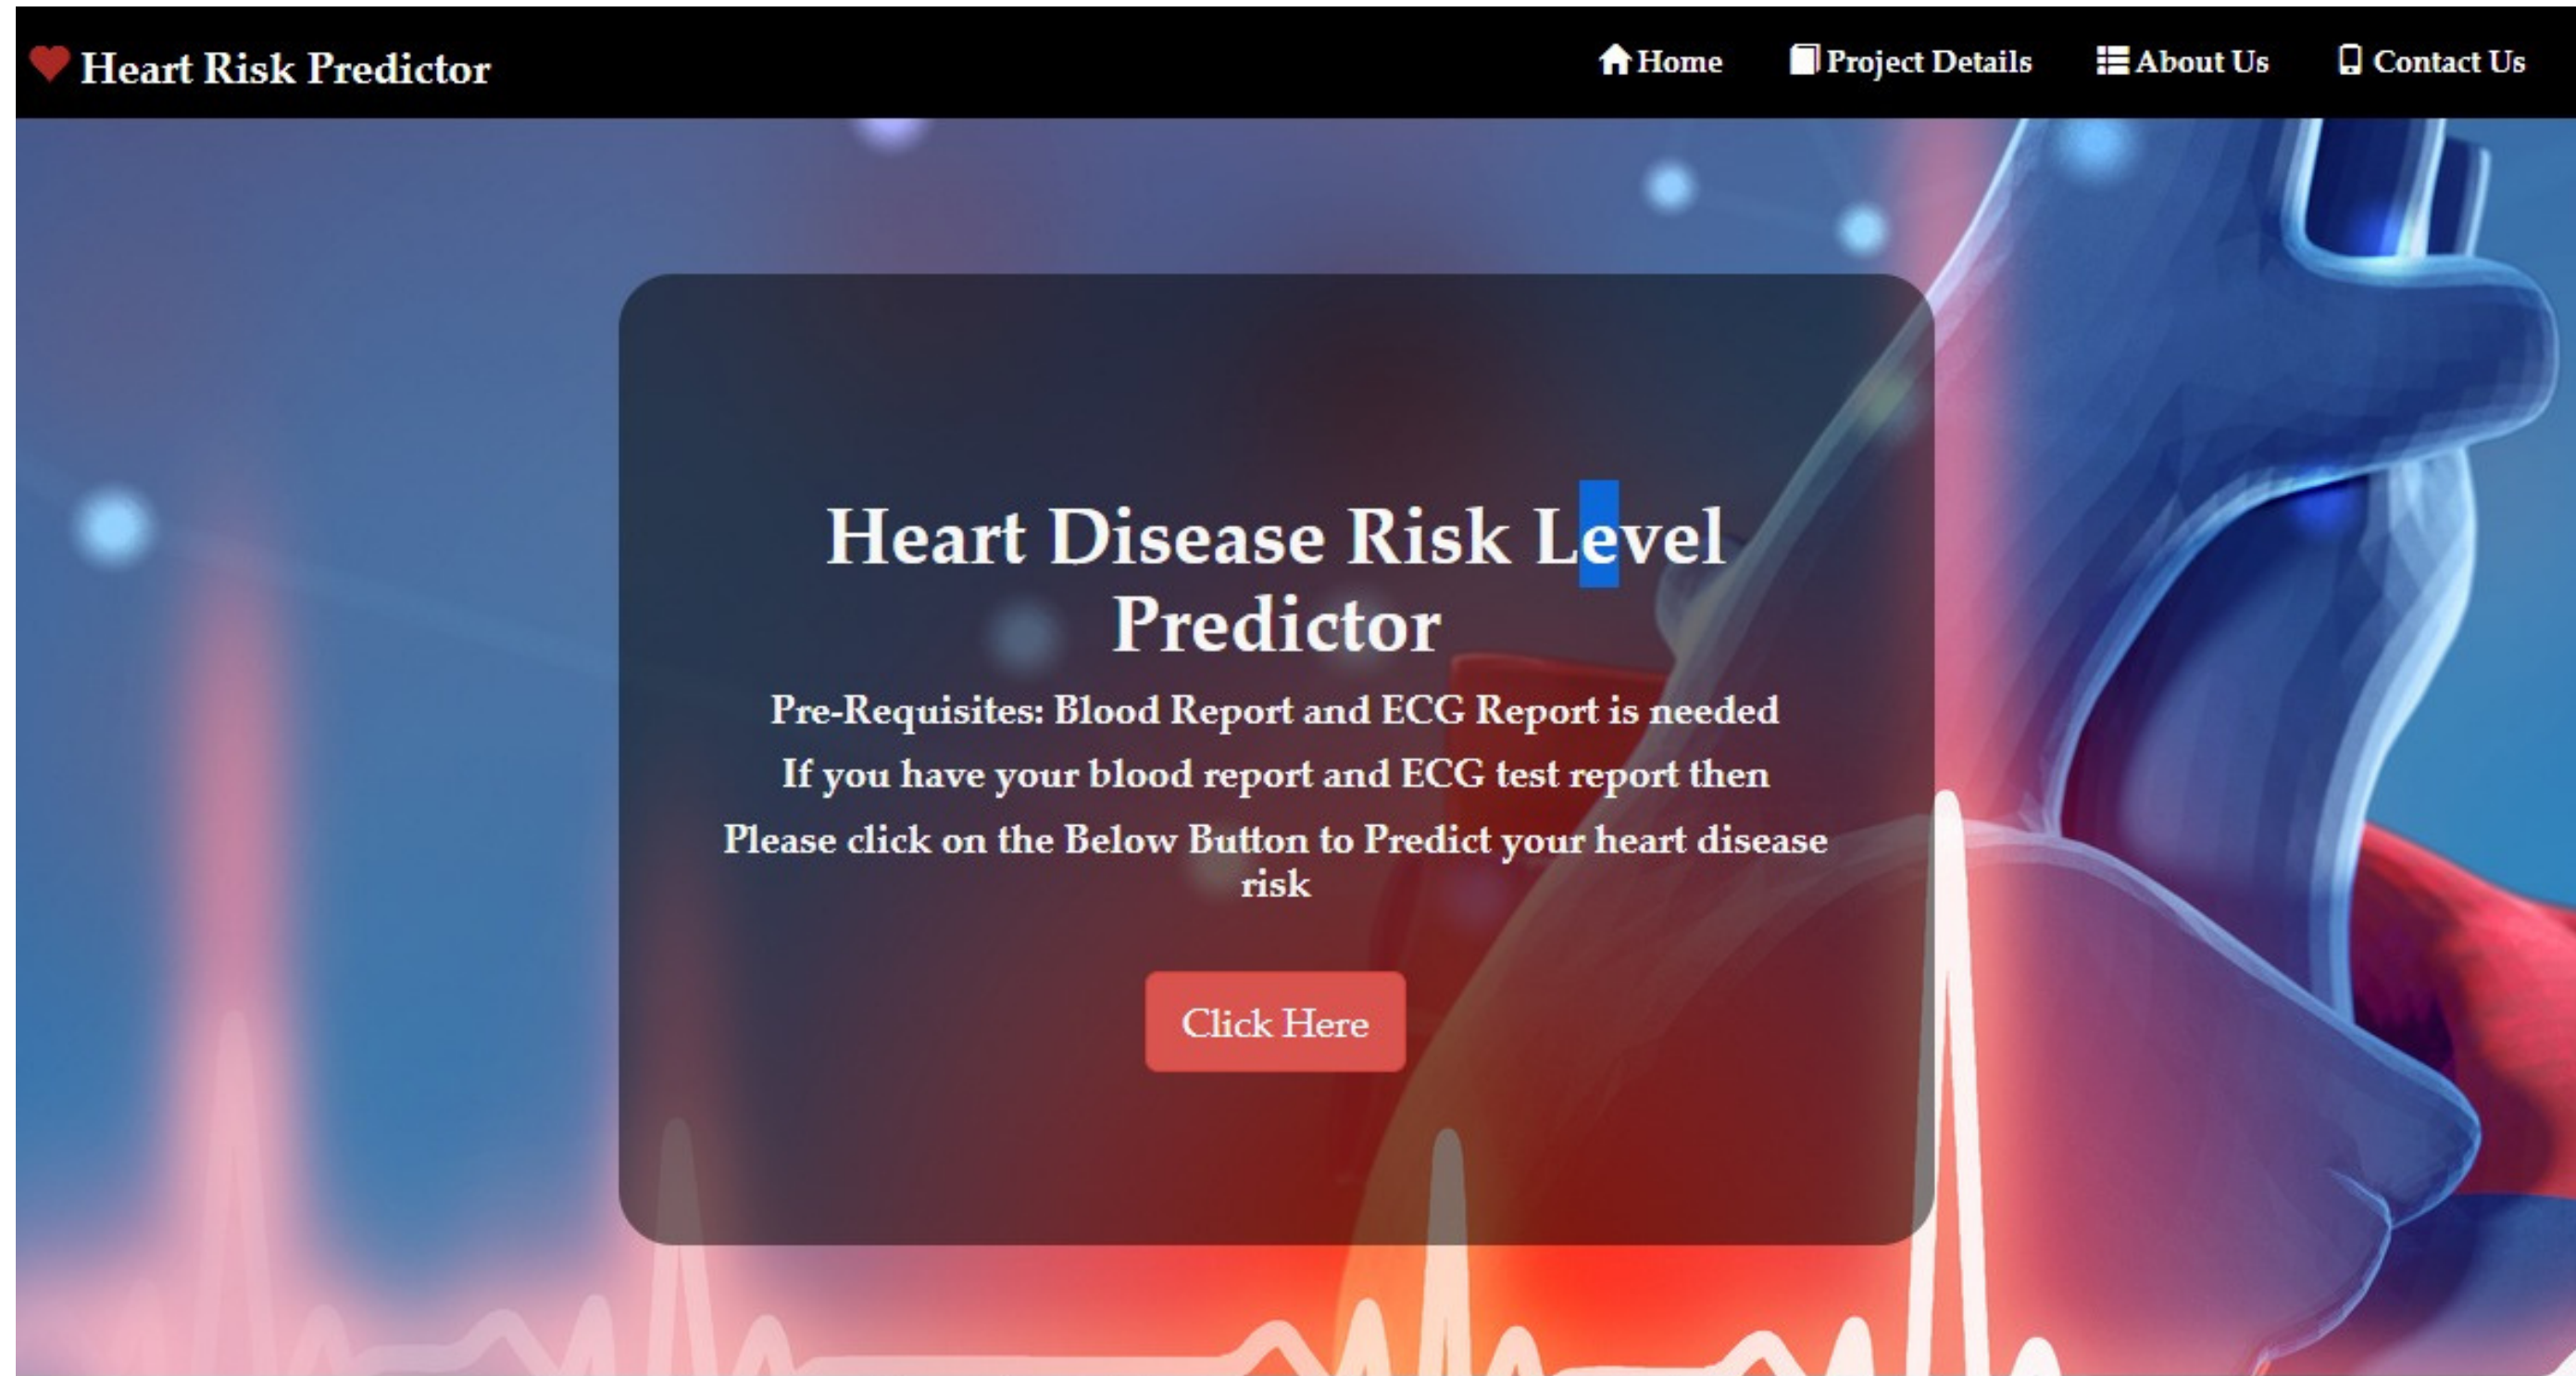 Heart Risk Predictor
Home
Project Details
About Us
Contact Us
Heart Disease Risk Level
Predictor
Pre-Requisites: Blood Report and ECG Report is needed
If you have your blood report and ECG test report then
Please click on the Below Button to Predict your heart disease
risk
Click Here